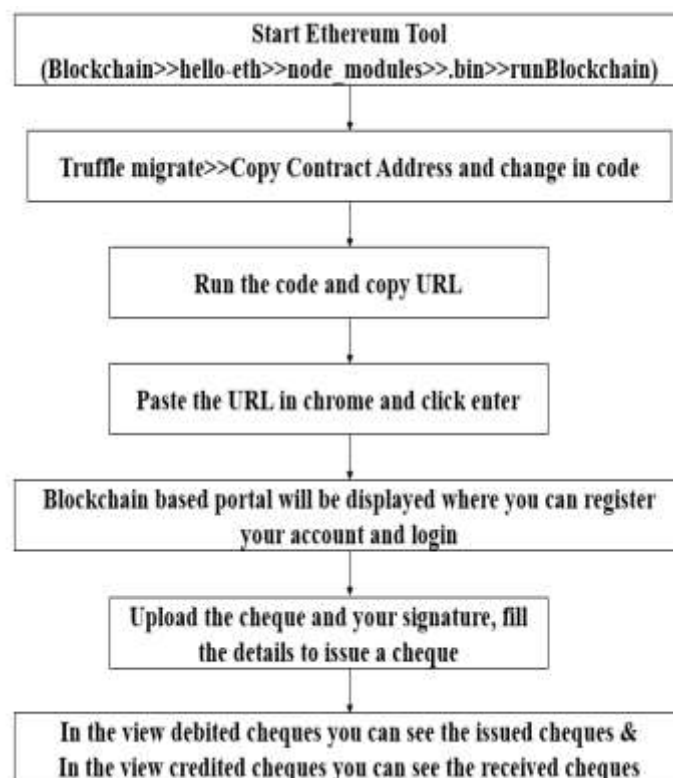 Start Ethereum Tool
(Blockchain>>hello-eth>>node_modules>>.bin>>runBlockchain)
Truffle migrate>>Copy Contract Address and change in code
Run the code and copy URL
Paste the URL in chrome and click enter
Blockchain based portal will be displayed where you can register
your account and login
Upload the cheque and your signature, fill
the details to issue a cheque
In the view debited cheques you can see the issued cheques &
In the view credited cheques you can see the received cheques